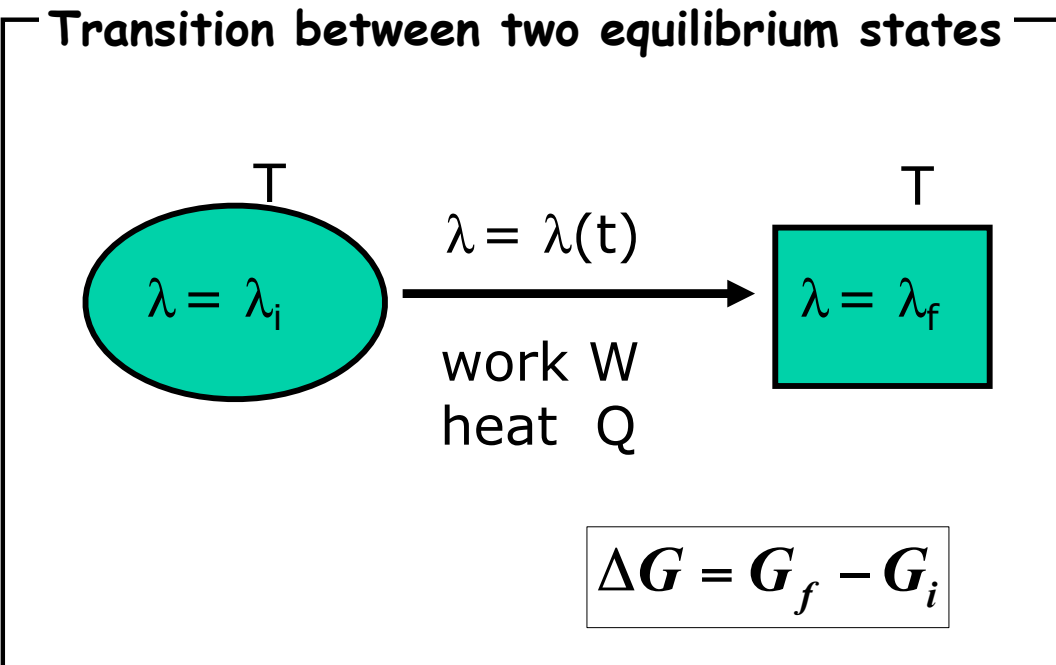 Transition between two equilibrium states
T
T
λ = λ(t)
λ = λᵢ
λ = λf
work W
heat Q
ΔG = Gf − Gi